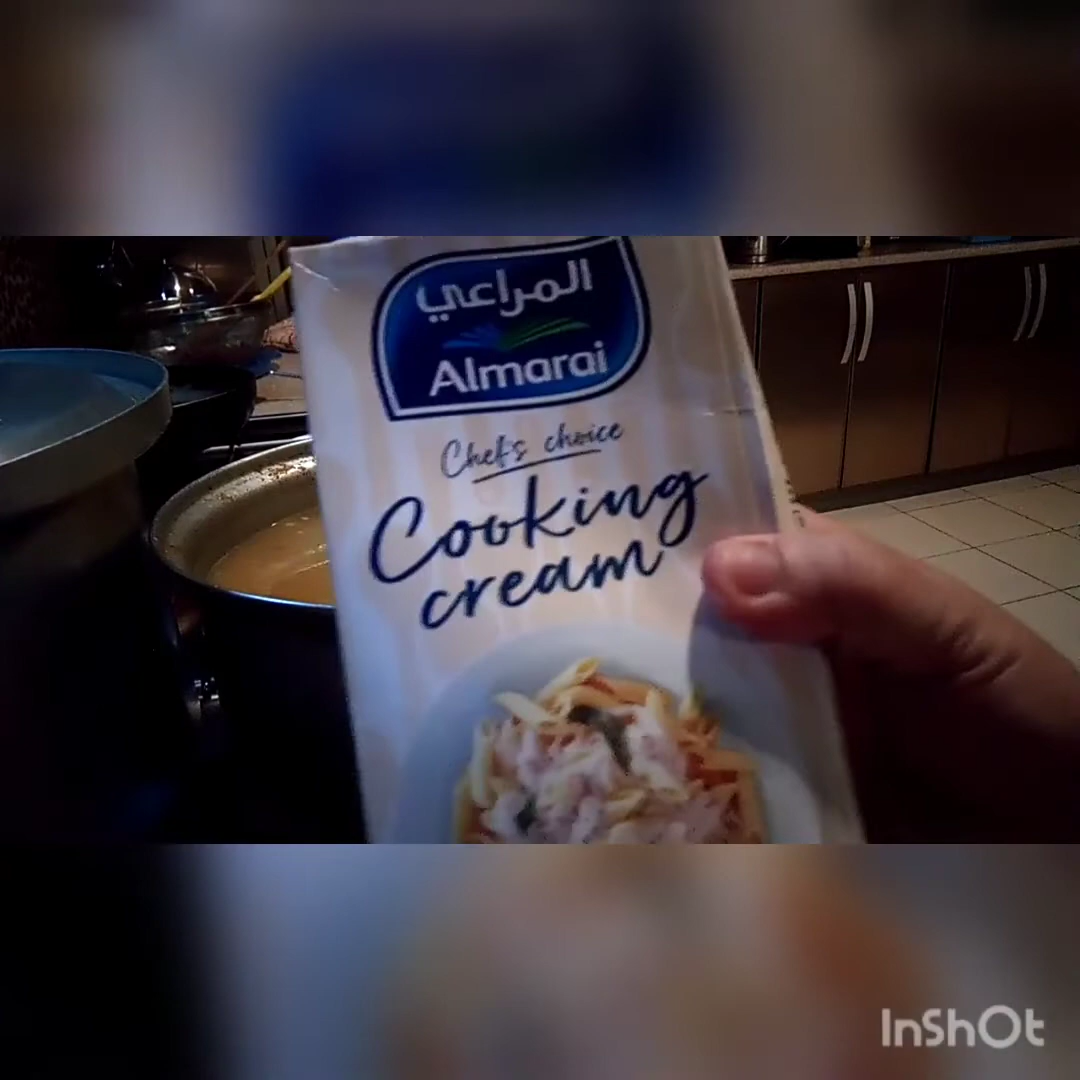 المراعي
Almarai
Chef's choice
Cooking
cream
InShOt